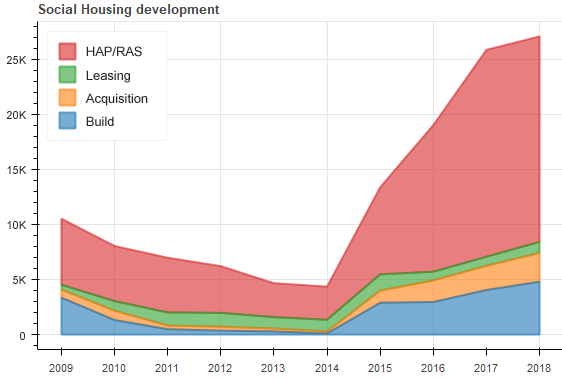 Social Housing development
HAP/RAS
Leasing
Acquisition
Build
25K
20K
15K
10K
5K
0
2009 2010 2011 2012 2013 2014 2015 2016 2017 2018